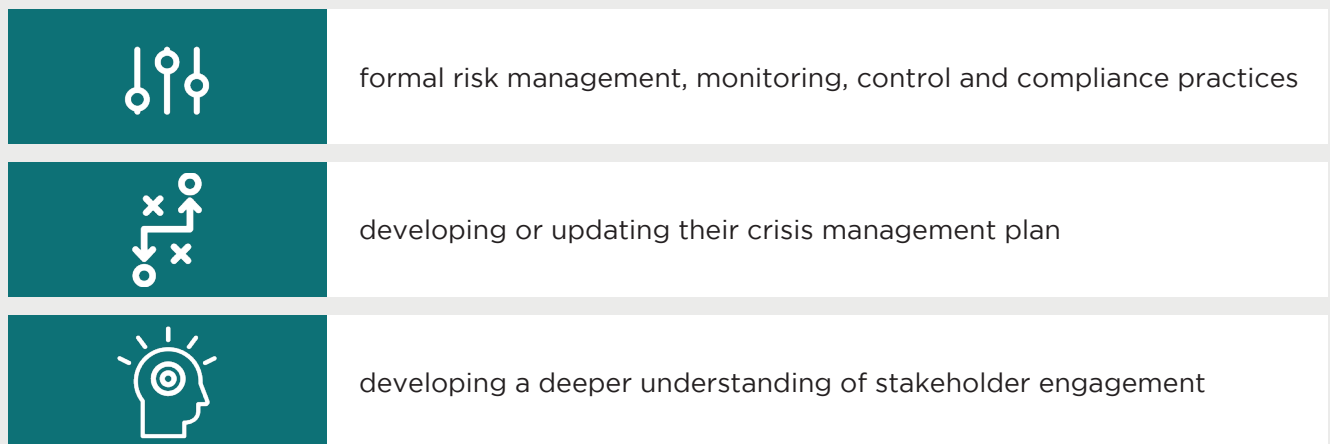 formal risk management, monitoring, control and compliance practices
developing or updating their crisis management plan
developing a deeper understanding of stakeholder engagement